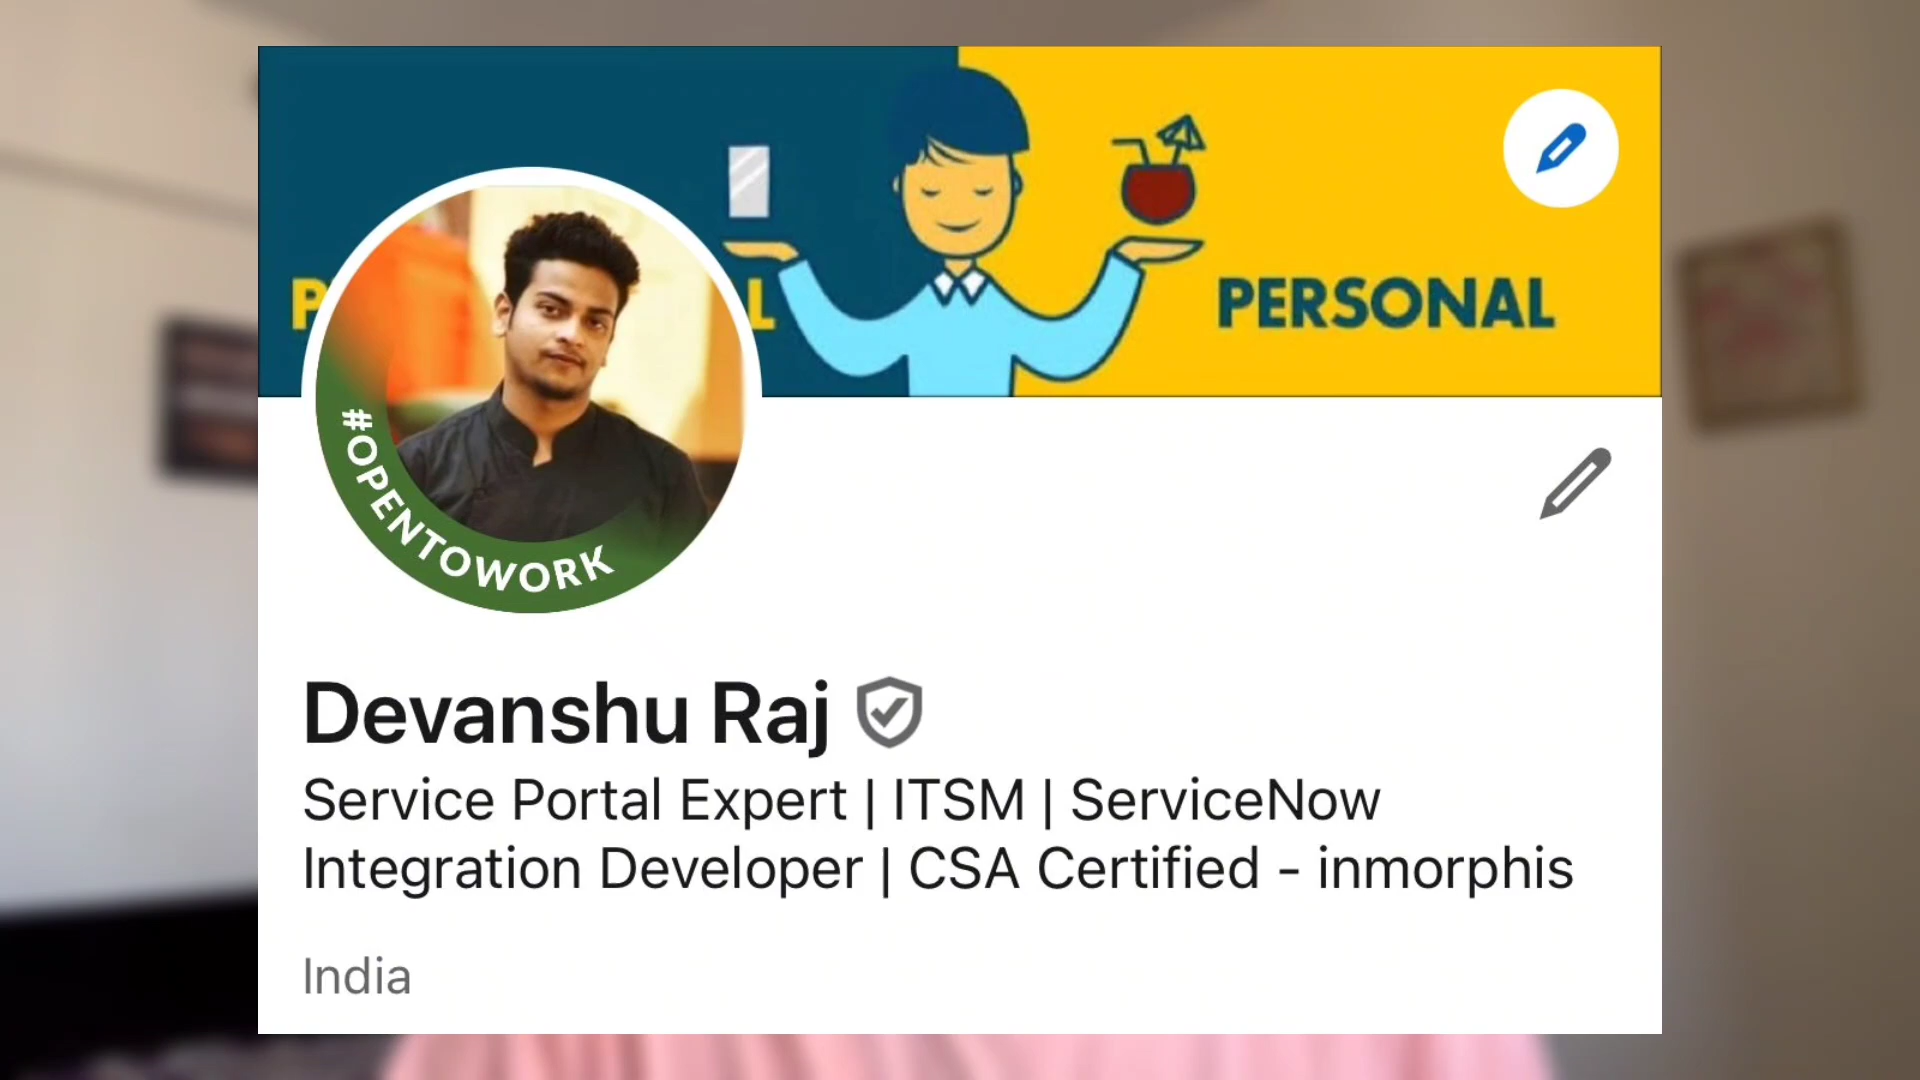 PERSONAL
#OPENTOWORK
Devanshu Raj
Service Portal Expert | ITSM | ServiceNow
Integration Developer | CSA Certified - inmorphis
India